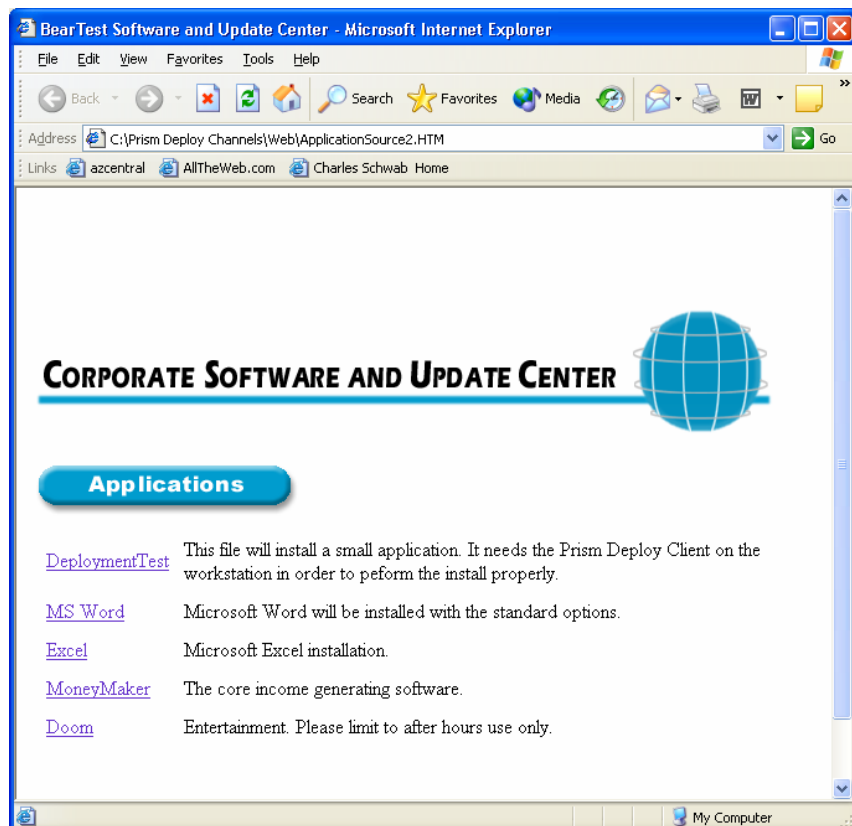 BearTest Software and Update Center - Microsoft Internet Explorer
File Edit View Favorites Tools Help
Back Search Favorites Media W »
Address C:\Prism Deploy Channels\Web\ApplicationSource2.HTM Go
Links azcentral AllTheWeb.com Charles Schwab Home
CORPORATE SOFTWARE AND UPDATE CENTER
Applications
DeploymentTest This file will install a small application. It needs the Prism Deploy Client on the
workstation in order to peform the install properly.
MS Word Microsoft Word will be installed with the standard options.
Excel Microsoft Excel installation.
MoneyMaker The core income generating software.
Doom Entertainment. Please limit to after hours use only.
My Computer